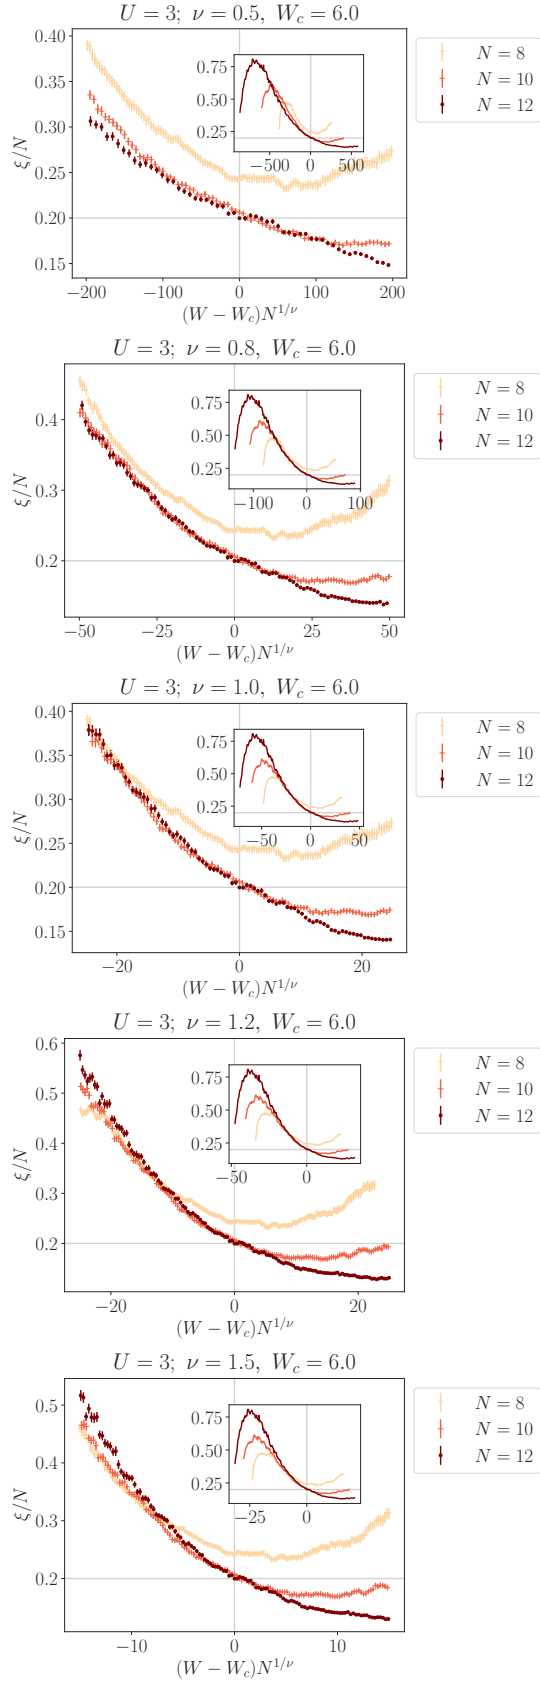 U = 3; ν = 0.5, W_c = 6.0
0.40
0.35
0.30
0.25
0.20
0.15
ξ/N
0.75
0.50
0.25
−500 0 500
−200 −100 0 100 200
(W − W_c)N^{1/ν}
N = 8
N = 10
N = 12
U = 3; ν = 0.8, W_c = 6.0
0.4
0.3
0.2
ξ/N
0.75
0.50
0.25
−100 0 100
−50 −25 0 25 50
(W − W_c)N^{1/ν}
N = 8
N = 10
N = 12
U = 3; ν = 1.0, W_c = 6.0
0.40
0.35
0.30
0.25
0.20
0.15
ξ/N
0.75
0.50
0.25
−50 0 50
−20 0 20
(W − W_c)N^{1/ν}
N = 8
N = 10
N = 12
U = 3; ν = 1.2, W_c = 6.0
0.6
0.5
0.4
0.3
0.2
ξ/N
0.75
0.50
0.25
−50 0
−20 0 20
(W − W_c)N^{1/ν}
N = 8
N = 10
N = 12
U = 3; ν = 1.5, W_c = 6.0
0.5
0.4
0.3
0.2
ξ/N
0.75
0.50
0.25
−25 0
−10 0 10
(W − W_c)N^{1/ν}
N = 8
N = 10
N = 12